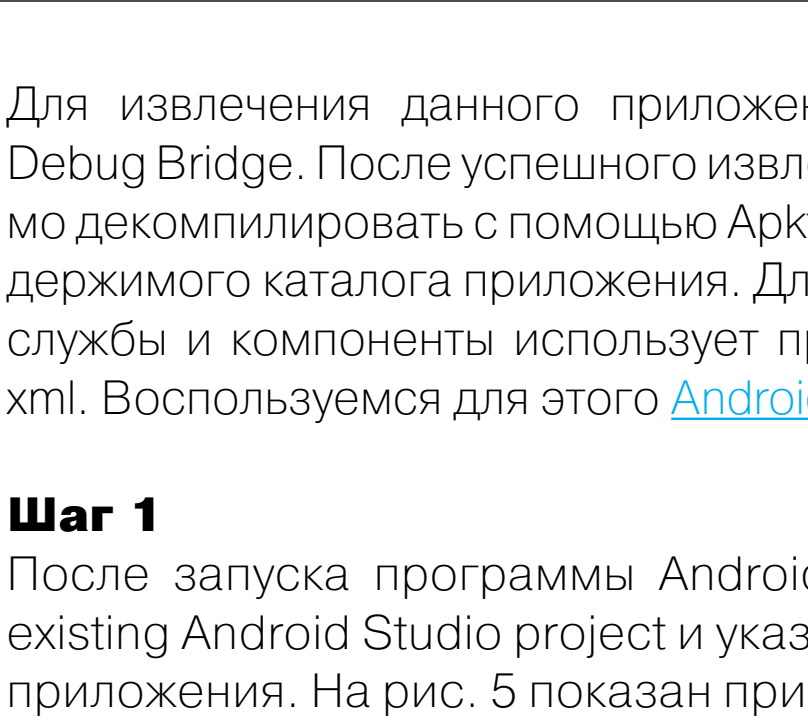 Для извлечения данного приложен
Debug Bridge. После успешного извл
мо декомпилировать с помощью Apk
держимого каталога приложения. Дл
службы и компоненты использует пр
xml. Воспользуемся для этого Androi
Шаг 1
После запуска программы Android
existing Android Studio project и указ
приложения. На рис. 5 показан при